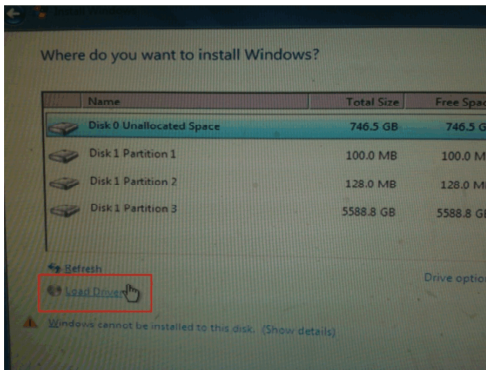 Where do you want to install Windows?
Name Total Size Free Spac
Disk 0 Unallocated Space 746.5 GB 746.5 G
Disk 1 Partition 1 100.0 MB 100.0 M
Disk 1 Partition 2 128.0 MB 128.0 M
Disk 1 Partition 3 5588.8 GB 5588.8 GB
Refresh
Drive option
Load Driver
Windows cannot be installed to this disk. (Show details)